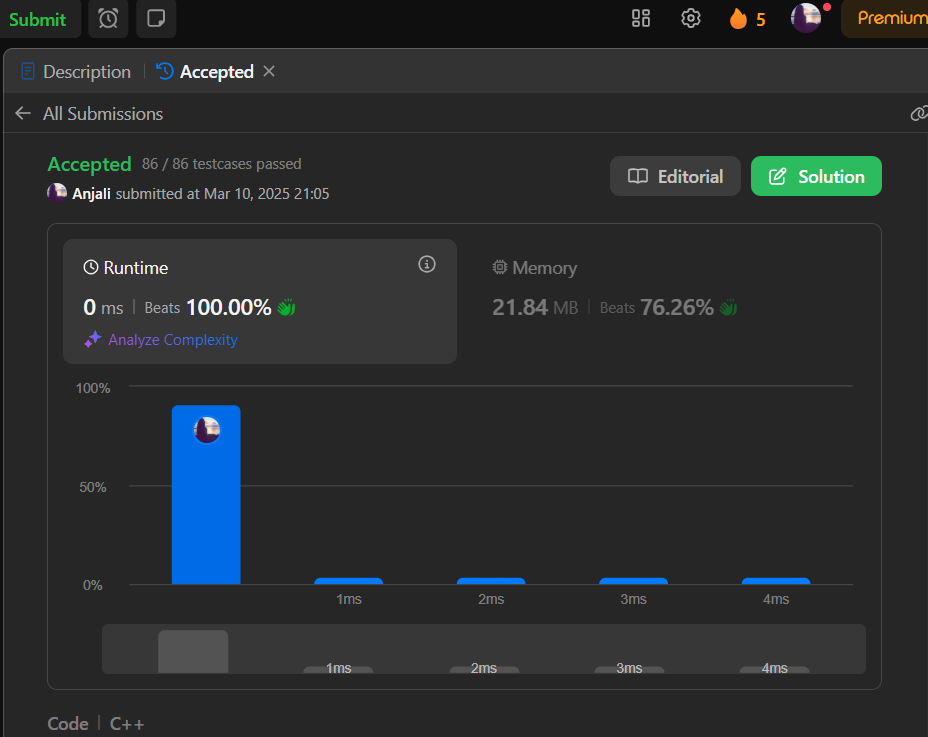 Submit 5 Premium
Description Accepted
All Submissions
Accepted 86 / 86 testcases passed
Anjali submitted at Mar 10, 2025 21:05
Editorial Solution
Runtime
0 ms Beats 100.00%
Analyze Complexity
Memory
21.84 MB Beats 76.26%
100%
50%
0%
1ms 2ms 3ms 4ms
1ms 2ms 3ms 4ms
Code C++